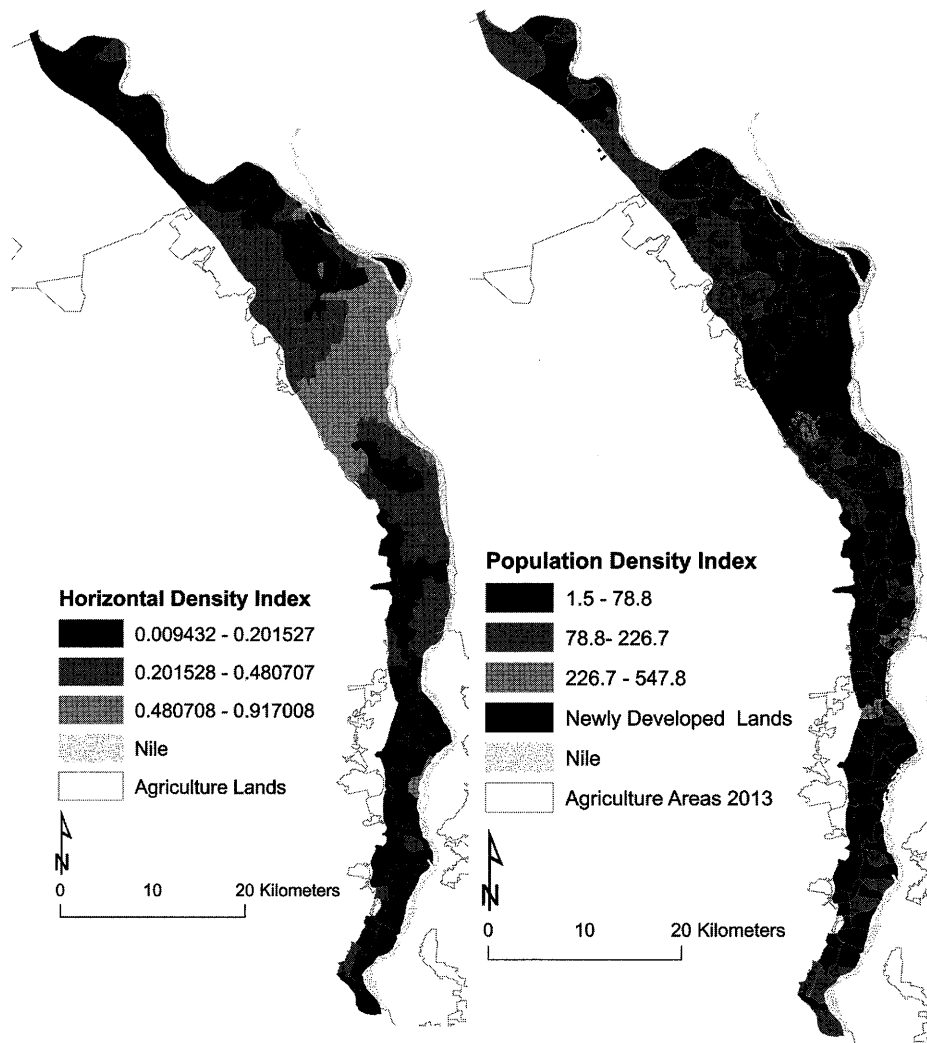 Horizontal Density Index
0.009432 - 0.201527
0.201528 - 0.480707
0.480708 - 0.917008
Nile
Agriculture Lands
N
0 10 20 Kilometers
Population Density Index
1.5 - 78.8
78.8- 226.7
226.7 - 547.8
Newly Developed Lands
Nile
Agriculture Areas 2013
N
0 10 20 Kilometers